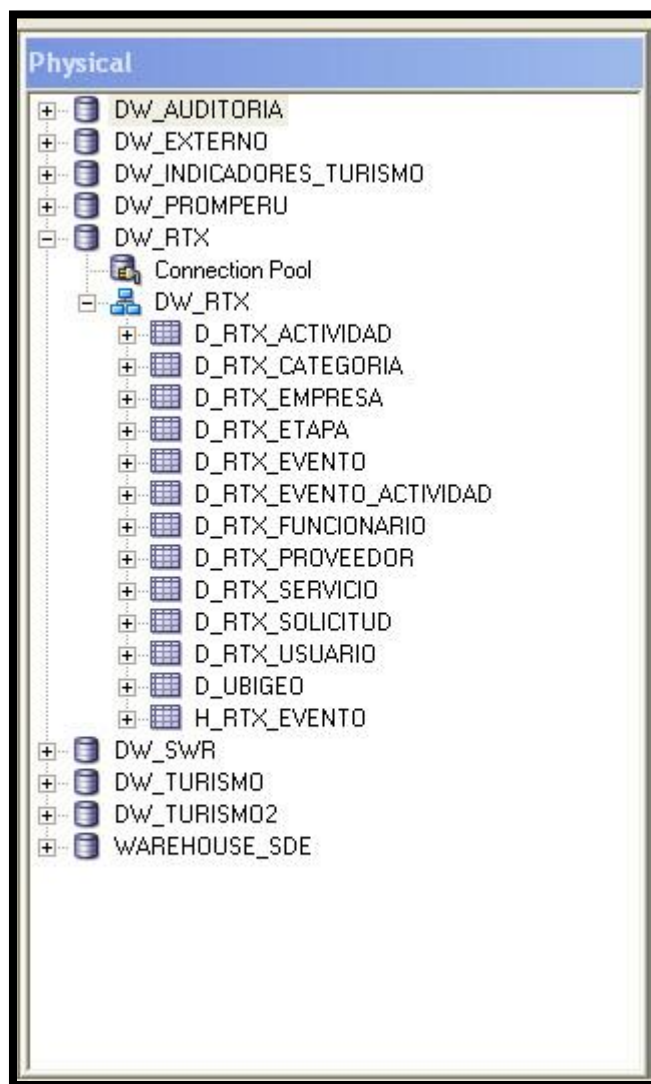 Physical
DW_AUDITORIA
DW_EXTERNO
DW_INDICADORES_TURISMO
DW_PROMPERU
DW_RTX
Connection Pool
DW_RTX
D_RTX_ACTIVIDAD
D_RTX_CATEGORIA
D_RTX_EMPRESA
D_RTX_ETAPA
D_RTX_EVENTO
D_RTX_EVENTO_ACTIVIDAD
D_RTX_FUNCIONARIO
D_RTX_PROVEEDOR
D_RTX_SERVICIO
D_RTX_SOLICITUD
D_RTX_USUARIO
D_UBIGEO
H_RTX_EVENTO
DW_SWR
DW_TURISMO
DW_TURISMO2
WAREHOUSE_SDE